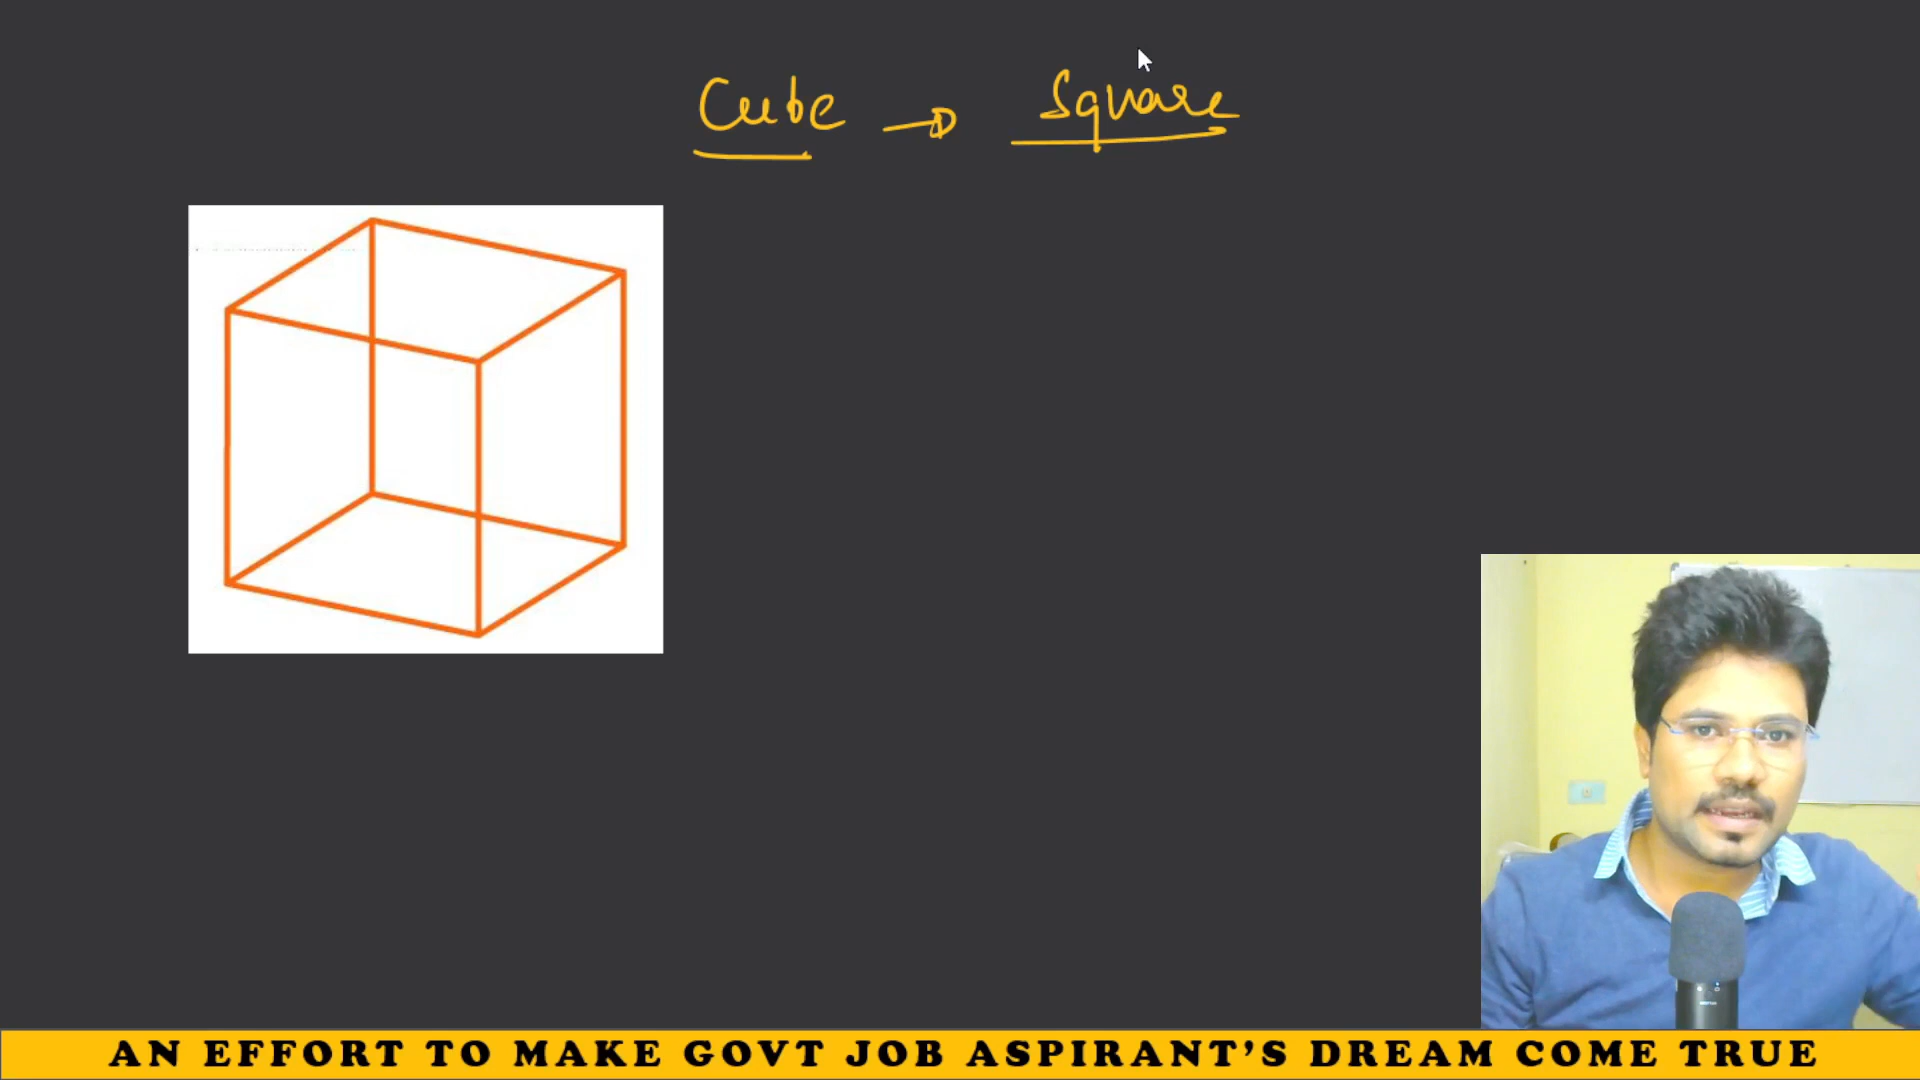 Cube → Square
AN EFFORT TO MAKE GOVT JOB ASPIRANT’S DREAM COME TRUE